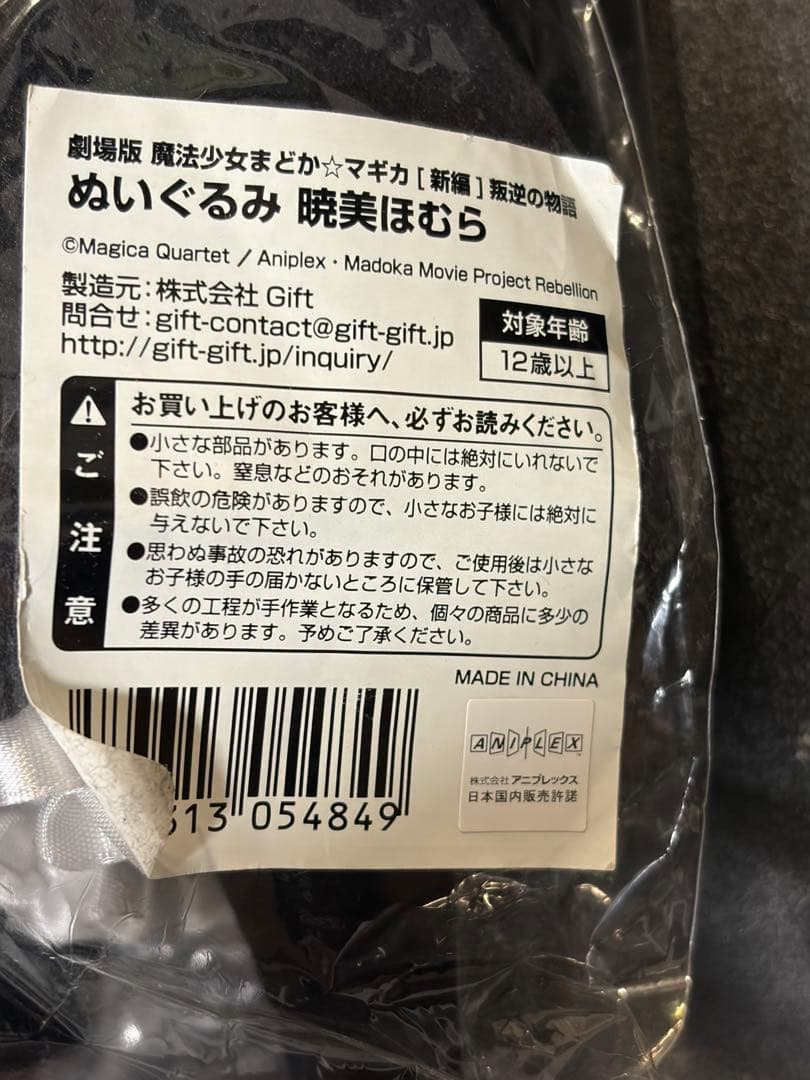 劇場版 魔法少女まどか☆マギカ [ 新編 ] 叛逆の物語
ぬいぐるみ 暁美ほむら
©Magica Quartet / Aniplex・Madoka Movie Project Rebellion
製造元:株式会社 Gift
問合せ:gift-contact@gift-gift.jp
http://gift-gift.jp/inquiry/
対象年齢
12歳以上
ご注意
お買い上げのお客様へ、必ずお読みください。
●小さな部品があります。口の中には絶対にいれないで
下さい。窒息などのおそれがあります。
●誤飲の危険がありますので、小さなお子様には絶対に
与えないで下さい。
●思わぬ事故の恐れがありますので、ご使用後は小さな
お子様の手の届かないところに保管して下さい。
●多くの工程が手作業となるため、個々の商品に多少の
差異があります。予めご了承ください。
MADE IN CHINA
ANIPLEX
株式会社 アニプレックス
日本国内販売許諾
513 054849